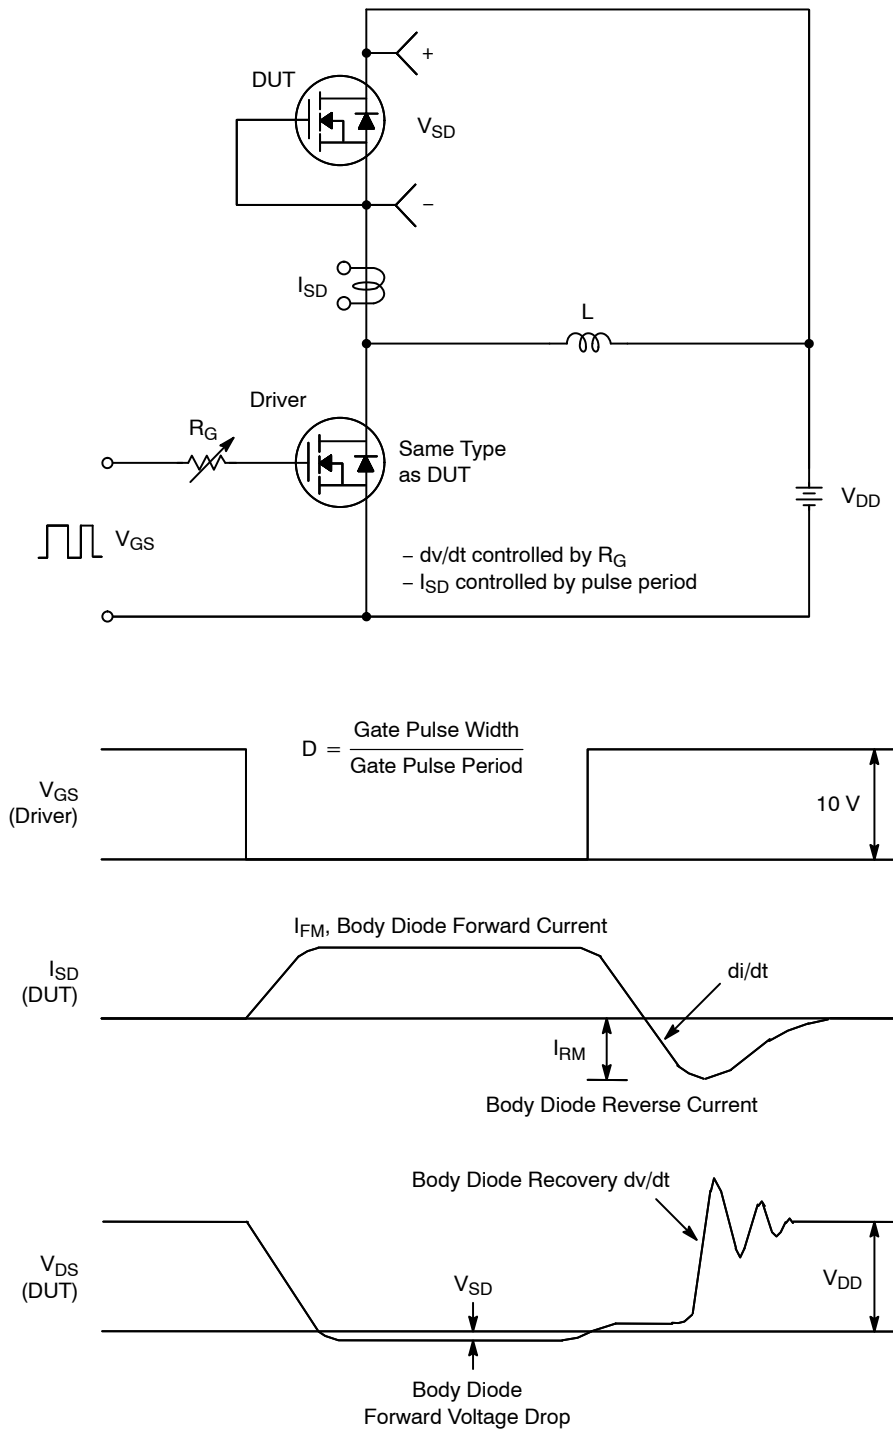 +
DUT
V_SD
−
I_SD
L
Driver
R_G
Same Type
as DUT
V_DD
V_GS
− dv/dt controlled by R_G
− I_SD controlled by pulse period
D = Gate Pulse Width
Gate Pulse Period
V_GS
(Driver)
10 V
I_FM, Body Diode Forward Current
I_SD
(DUT)
di/dt
I_RM
Body Diode Reverse Current
Body Diode Recovery dv/dt
V_DS
(DUT)
V_SD
V_DD
Body Diode
Forward Voltage Drop